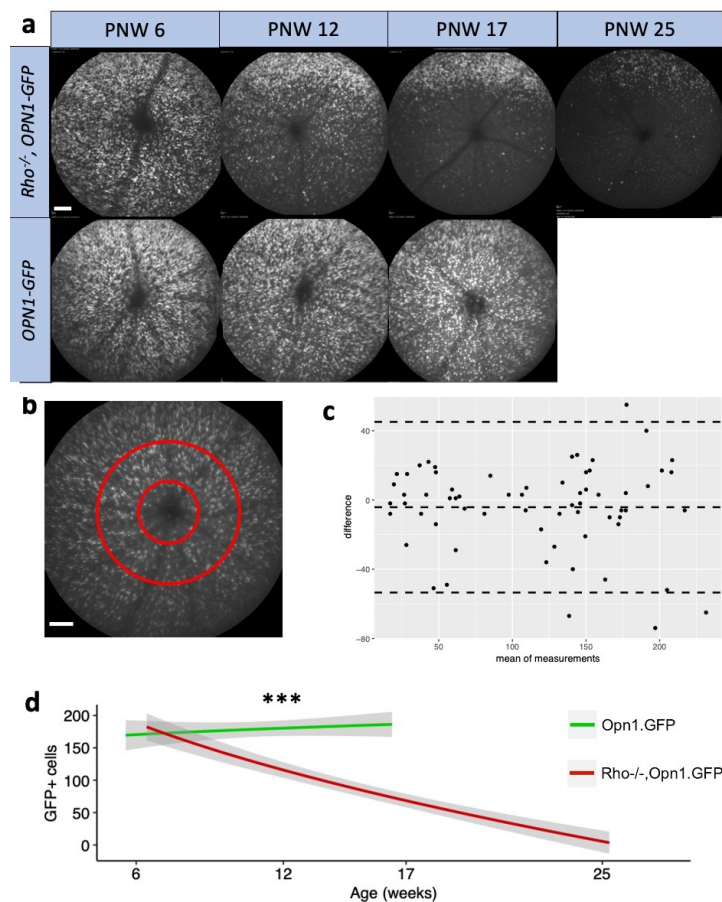 a
PNW 6 PNW 12 PNW 17 PNW 25
Rho-/-, OPN1-GFP
OPN1-GFP
b
c
difference
40
0
-40
-80
50 100 150 200
mean of measurements
d
***
GFP+ cells
200
150
100
50
0
6 12 17 25
Age (weeks)
Opn1.GFP
Rho-/-,Opn1.GFP